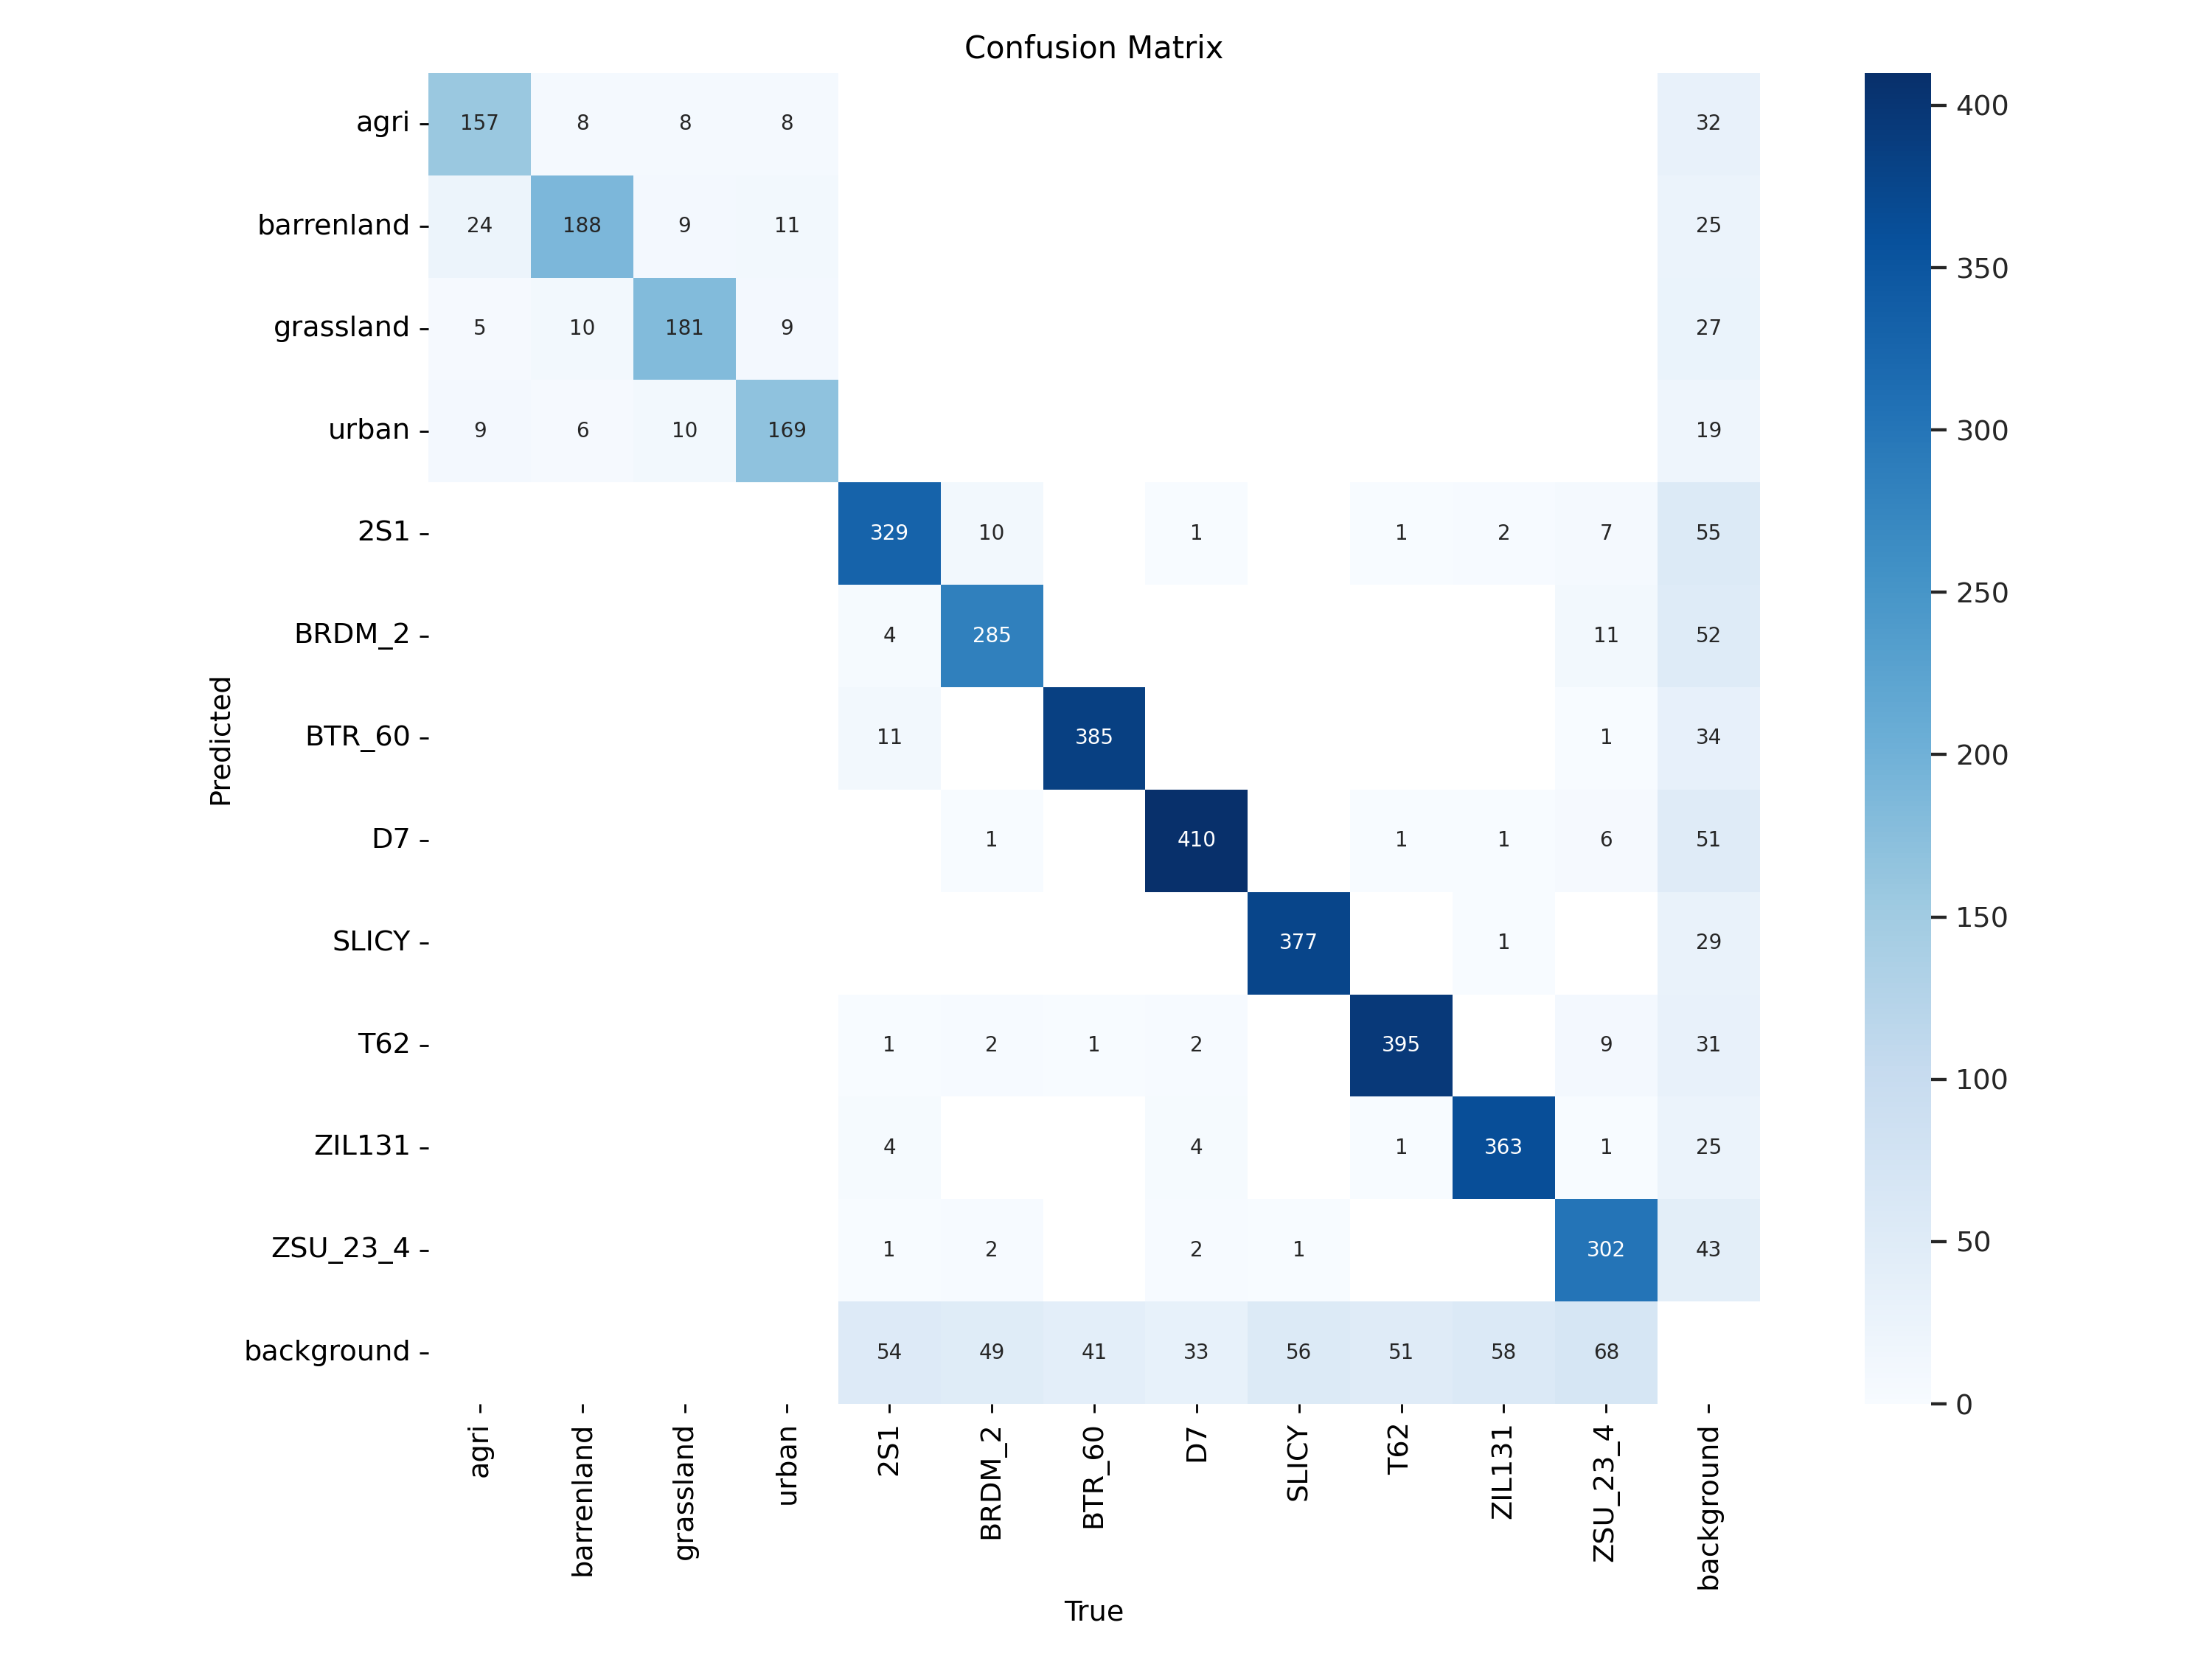 Confusion Matrix
agri 157 8 8 8 32
barrenland 24 188 9 11 25
grassland 5 10 181 9 27
urban 9 6 10 169 19
2S1 329 10 1 1 2 7 55
BRDM_2 4 285 11 52
BTR_60 11 385 1 34
D7 1 410 1 1 6 51
SLICY 377 1 29
T62 1 2 1 2 395 9 31
ZIL131 4 4 1 363 1 25
ZSU_23_4 1 2 2 1 302 43
background 54 49 41 33 56 51 58 68
agri barrenland grassland urban 2S1 BRDM_2 BTR_60 D7 SLICY T62 ZIL131 ZSU_23_4 background
True
Predicted
400
350
300
250
200
150
100
50
0